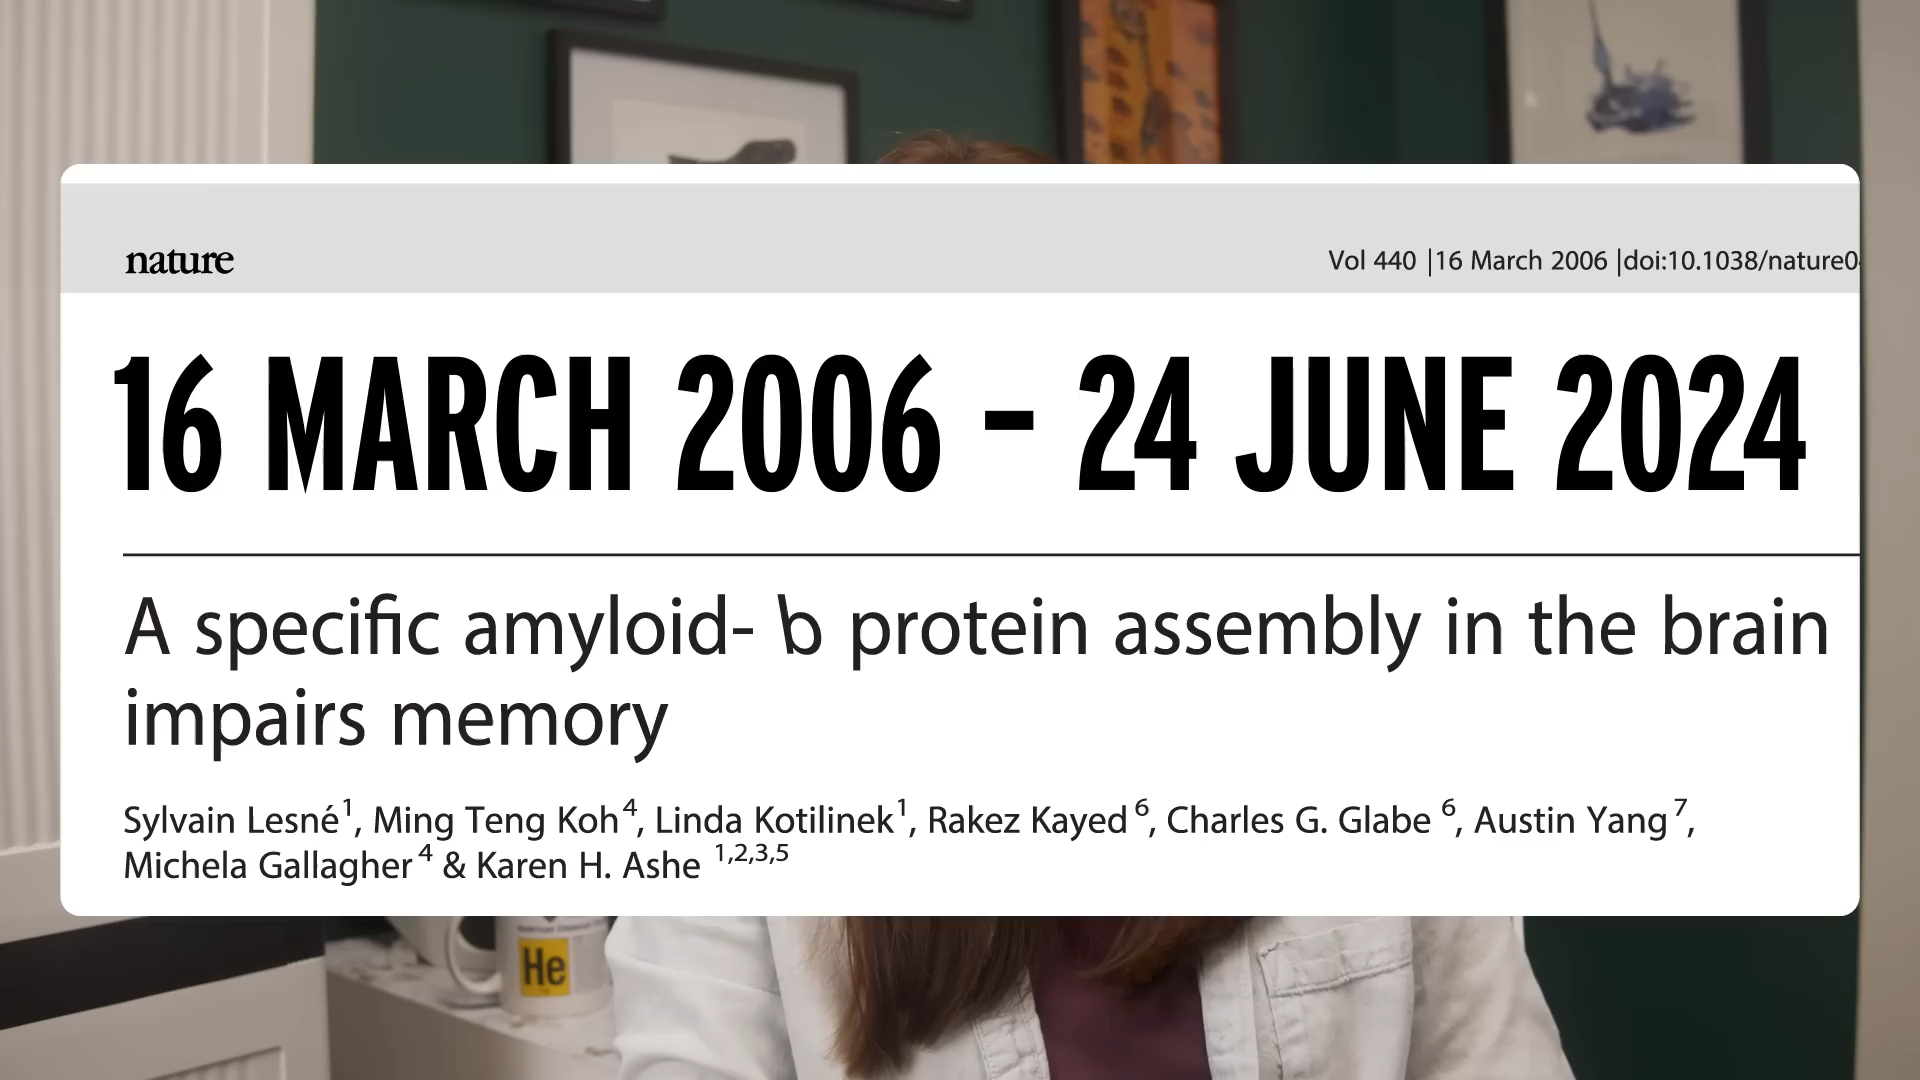 nature
Vol 440 |16 March 2006 |doi:10.1038/nature0
16 MARCH 2006 – 24 JUNE 2024
A specific amyloid- b protein assembly in the brain
impairs memory
Sylvain Lesné1, Ming Teng Koh4, Linda Kotilinek1, Rakez Kayed6, Charles G. Glabe6, Austin Yang7,
Michela Gallagher4 & Karen H. Ashe 1,2,3,5
He